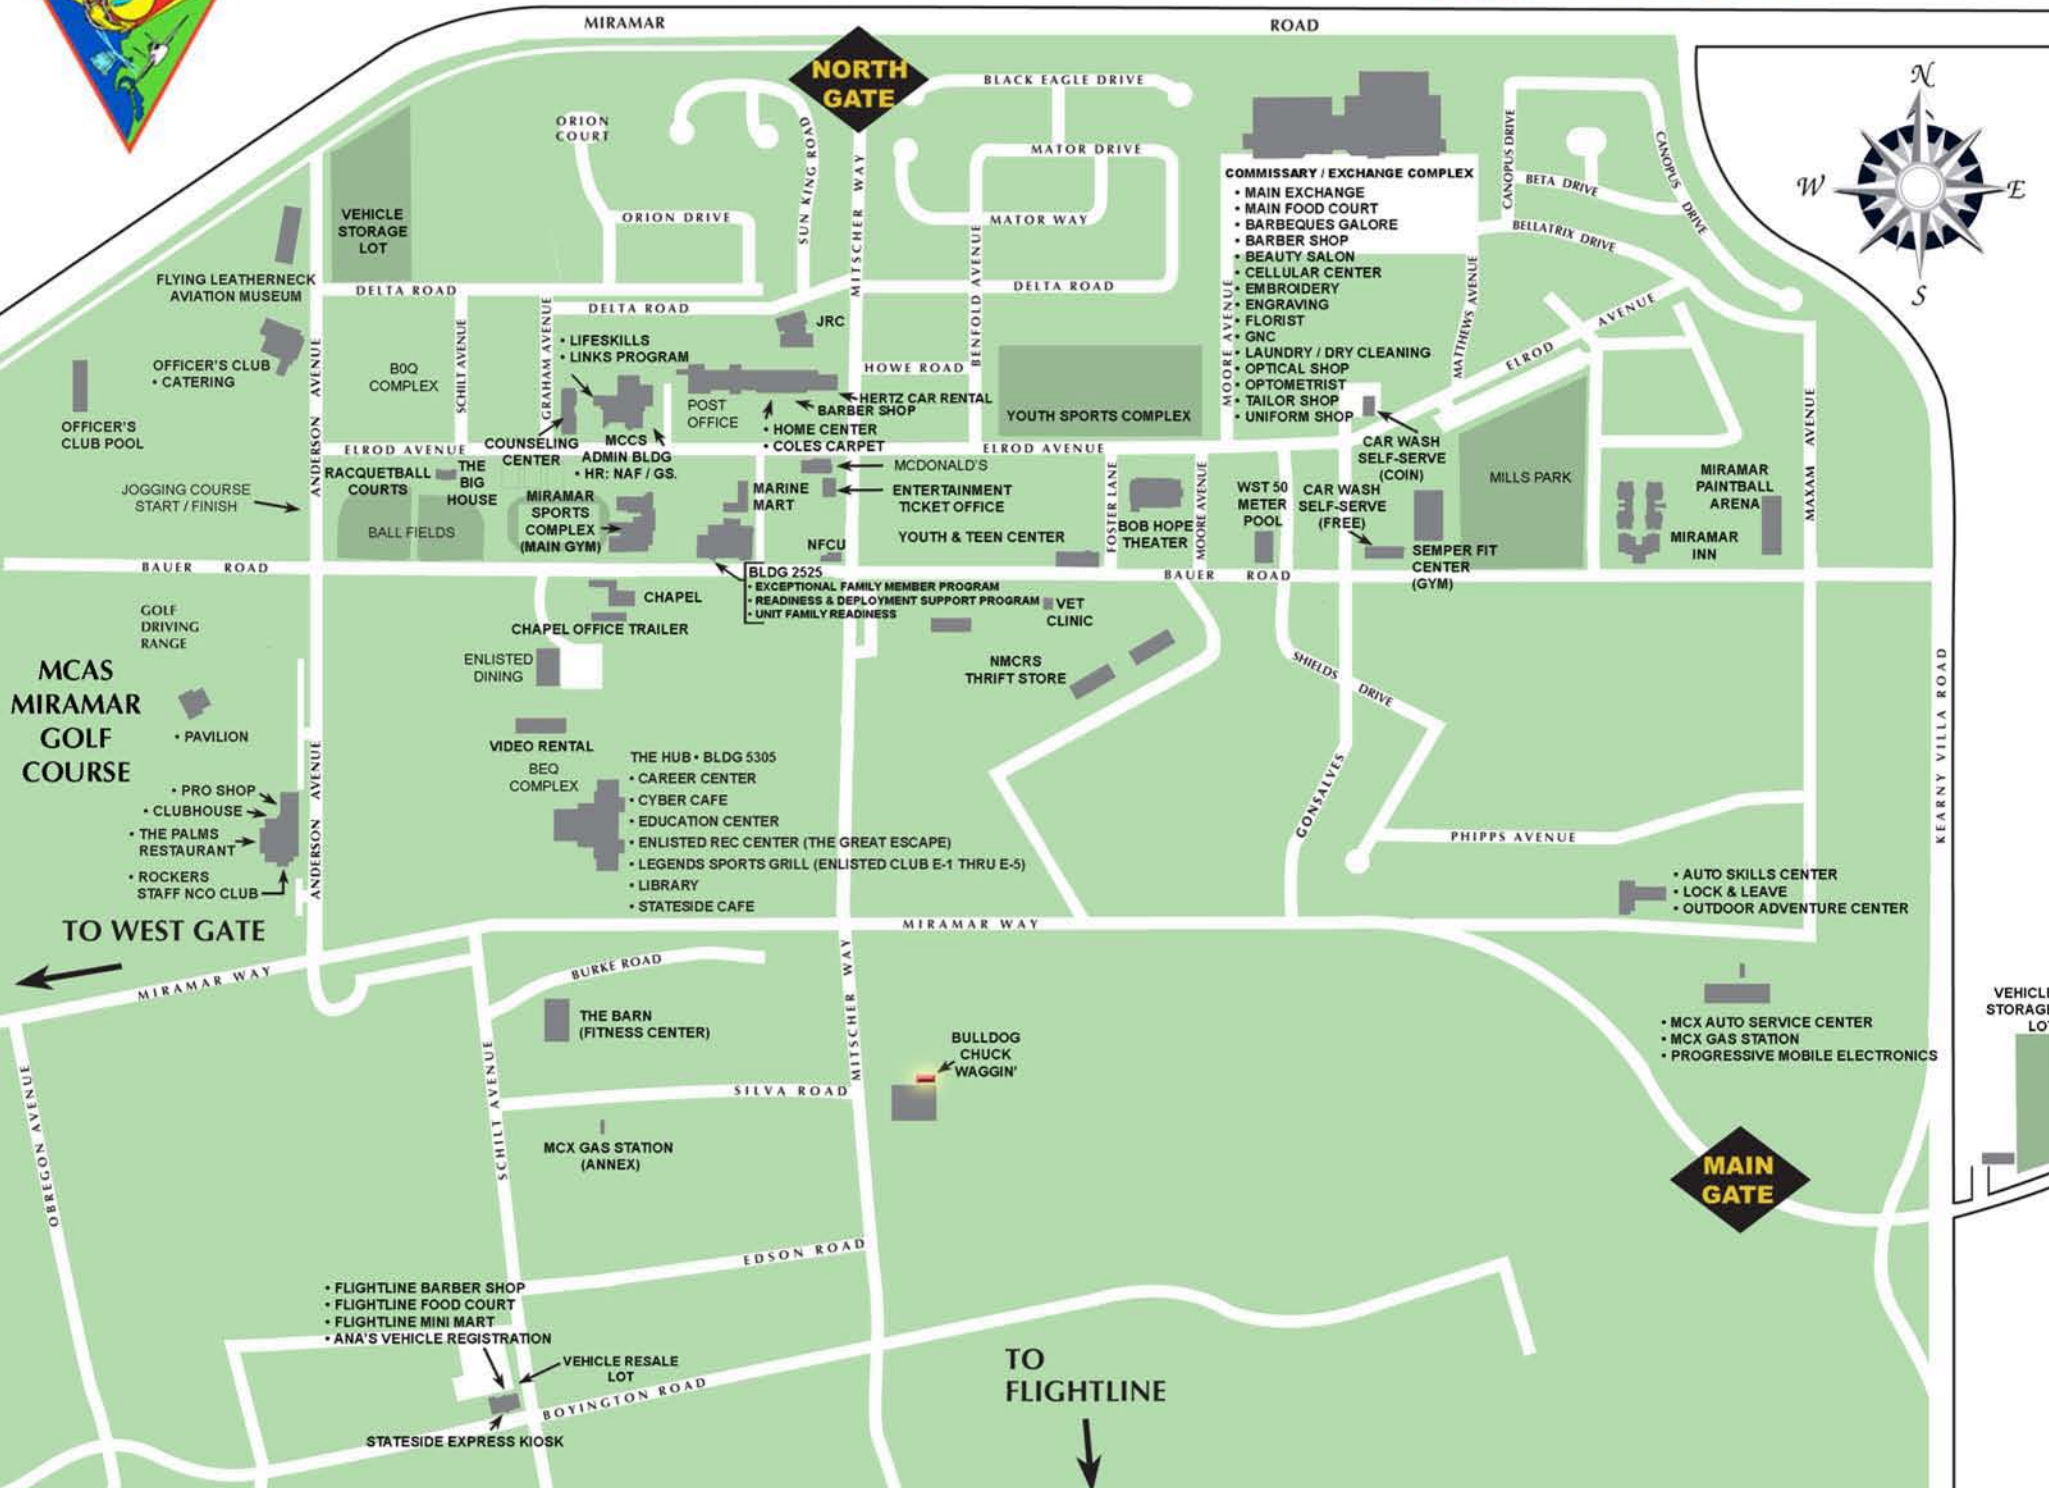 MIRAMAR ROAD
NORTH
GATE
BLACK EAGLE DRIVE
ORION
COURT
SUN KING ROAD
MITSCHER WAY
MATOR DRIVE
MATOR WAY
ORION DRIVE
BENFOLD AVENUE
DELTA ROAD
DELTA ROAD
DELTA ROAD
VEHICLE
STORAGE
LOT
COMMISSARY / EXCHANGE COMPLEX
• MAIN EXCHANGE
• MAIN FOOD COURT
• BARBEQUES GALORE
• BARBER SHOP
• BEAUTY SALON
• CELLULAR CENTER
• EMBROIDERY
• ENGRAVING
• FLORIST
• GNC
• LAUNDRY / DRY CLEANING
• OPTICAL SHOP
• OPTOMETRIST
• TAILOR SHOP
• UNIFORM SHOP
MOORE AVENUE
MATTHEWS AVENUE
CANOPUS DRIVE
CANOPUS DRIVE
BETA DRIVE
BELLATRIX DRIVE
ELROD AVENUE
N
W
E
S
FLYING LEATHERNECK
AVIATION MUSEUM
OFFICER'S CLUB
• CATERING
OFFICER'S
CLUB POOL
ANDERSON AVENUE
B0Q
COMPLEX
SCHILT AVENUE
GRAHAM AVENUE
• LIFESKILLS
• LINKS PROGRAM
JRC
HOWE ROAD
POST
OFFICE
HERTZ CAR RENTAL
BARBER SHOP
• HOME CENTER
• COLES CARPET
YOUTH SPORTS COMPLEX
ELROD AVENUE
ELROD AVENUE
COUNSELING
CENTER
MCCS
ADMIN BLDG
• HR: NAF / GS.
RACQUETBALL
COURTS
THE
BIG
HOUSE
JOGGING COURSE
START / FINISH
BALL FIELDS
MIRAMAR
SPORTS
COMPLEX
(MAIN GYM)
MARINE
MART
MCDONALD'S
ENTERTAINMENT
TICKET OFFICE
YOUTH & TEEN CENTER
NFCU
FOSTER LANE
BOB HOPE
THEATER
MOORE AVENUE
WST 50
METER
POOL
CAR WASH
SELF-SERVE
(COIN)
CAR WASH
SELF-SERVE
(FREE)
SEMPER FIT
CENTER
(GYM)
MILLS PARK
MIRAMAR
PAINTBALL
ARENA
MIRAMAR
INN
MAXAM AVENUE
BAUER ROAD
BAUER ROAD
BLDG 2525
• EXCEPTIONAL FAMILY MEMBER PROGRAM
• READINESS & DEPLOYMENT SUPPORT PROGRAM
• UNIT FAMILY READINESS
VET
CLINIC
CHAPEL
CHAPEL OFFICE TRAILER
GOLF
DRIVING
RANGE
MCAS
MIRAMAR
GOLF
COURSE
• PAVILION
ENLISTED
DINING
NMCRS
THRIFT STORE
SHIELDS DRIVE
GONSALVES
KEARNY VILLA ROAD
VIDEO RENTAL
BEQ
COMPLEX
THE HUB • BLDG 5305
• CAREER CENTER
• CYBER CAFE
• EDUCATION CENTER
• ENLISTED REC CENTER (THE GREAT ESCAPE)
• LEGENDS SPORTS GRILL (ENLISTED CLUB E-1 THRU E-5)
• LIBRARY
• STATESIDE CAFE
• PRO SHOP
• CLUBHOUSE
• THE PALMS
RESTAURANT
• ROCKERS
STAFF NCO CLUB
ANDERSON AVENUE
PHIPPS AVENUE
• AUTO SKILLS CENTER
• LOCK & LEAVE
• OUTDOOR ADVENTURE CENTER
TO WEST GATE
MIRAMAR WAY
MIRAMAR WAY
BURKE ROAD
MITSCHER WAY
THE BARN
(FITNESS CENTER)
BULLDOG
CHUCK
WAGGIN'
• MCX AUTO SERVICE CENTER
• MCX GAS STATION
• PROGRESSIVE MOBILE ELECTRONICS
VEHICLE
STORAGE
LOT
OBREGON AVENUE
SCHILT AVENUE
SILVA ROAD
MCX GAS STATION
(ANNEX)
MAIN
GATE
EDSON ROAD
• FLIGHTLINE BARBER SHOP
• FLIGHTLINE FOOD COURT
• FLIGHTLINE MINI MART
• ANA'S VEHICLE REGISTRATION
VEHICLE RESALE
LOT
BOYINGTON ROAD
STATESIDE EXPRESS KIOSK
TO
FLIGHTLINE